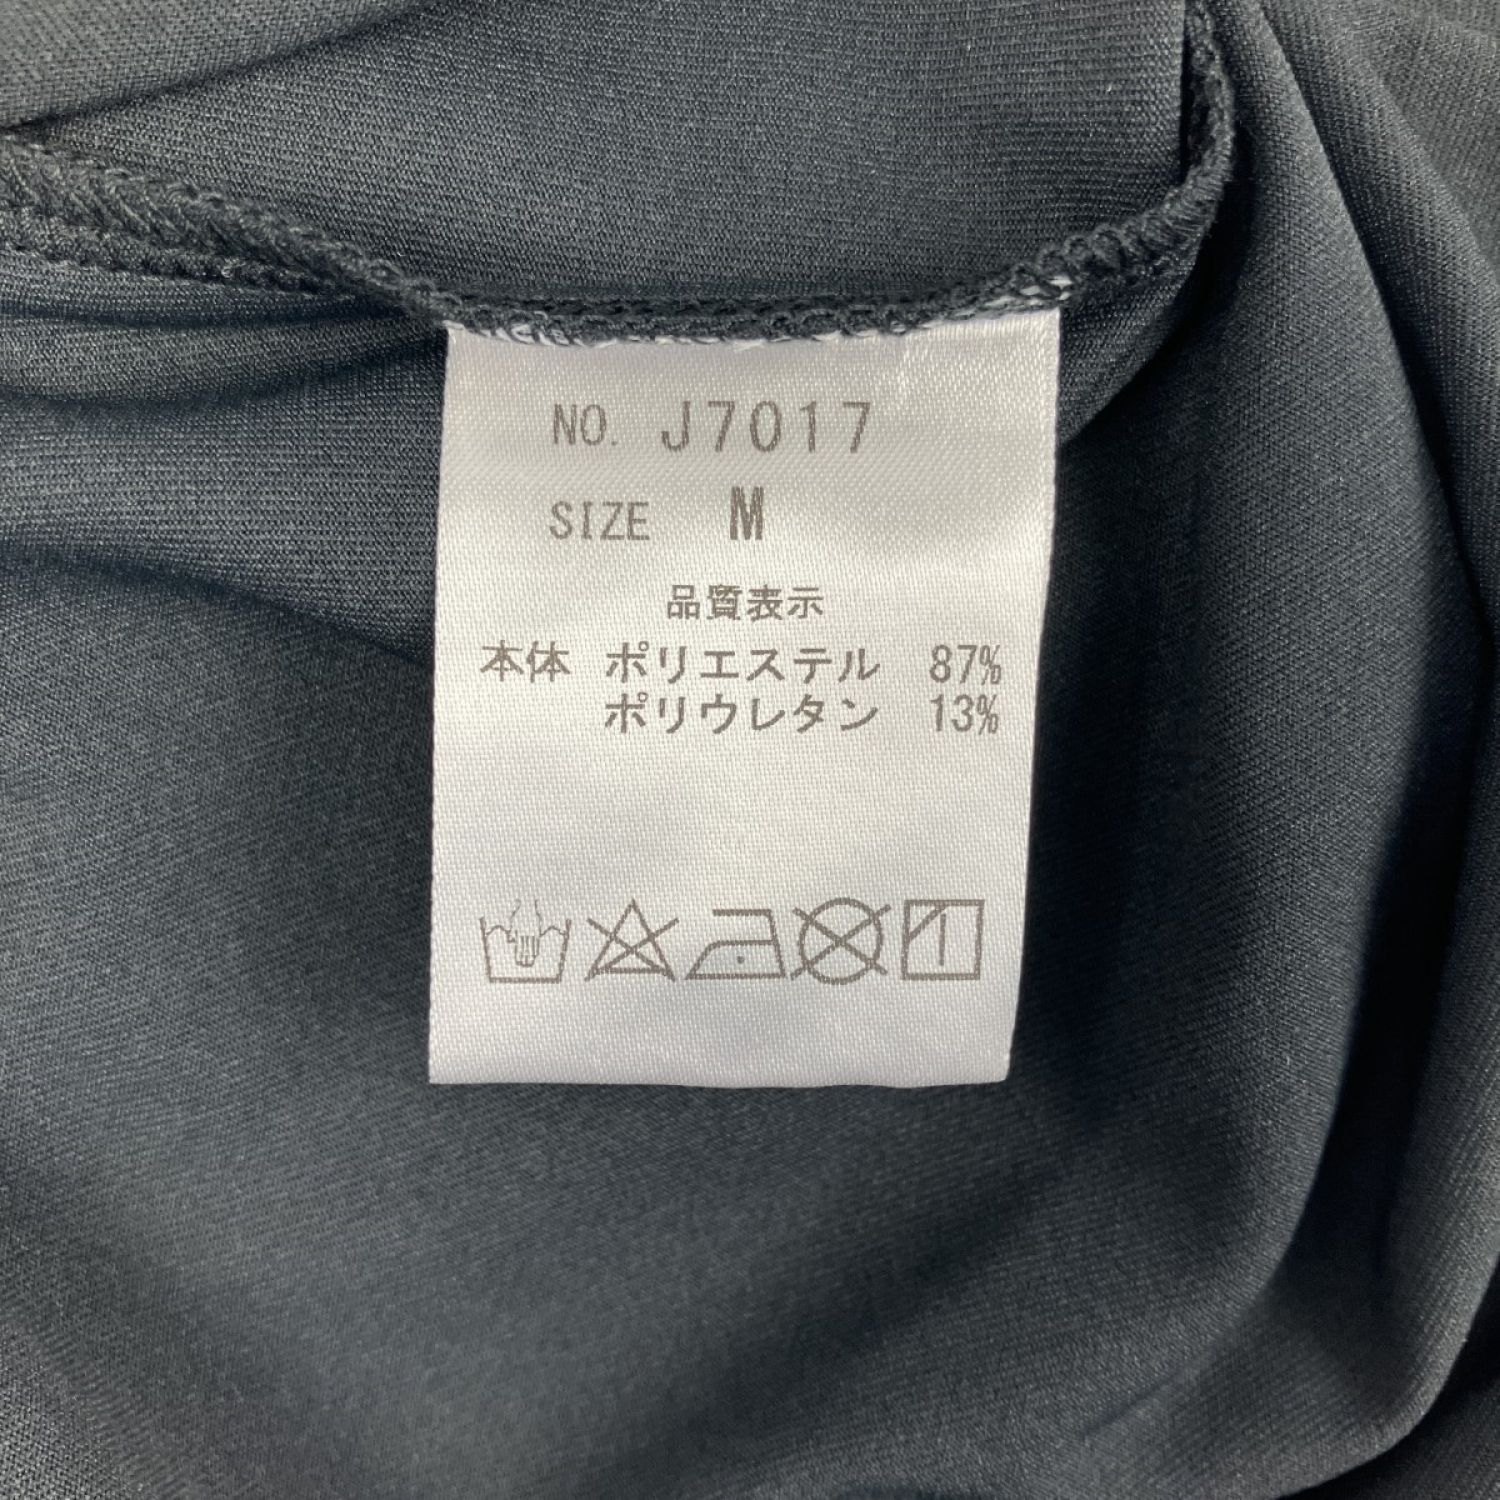 NO. J7017
SIZE M
品質表示
本体 ポリエステル 87%
ポリウレタン 13%